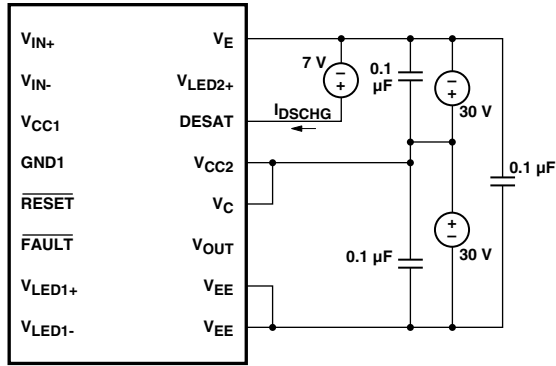 VIN+ VE
7 V 0.1 µF
VIN- VLED2+
30 V
VCC1 DESAT IDSCHG
GND1 VCC2
0.1 µF
RESET VC
FAULT VOUT
0.1 µF 30 V
VLED1+ VEE
VLED1- VEE